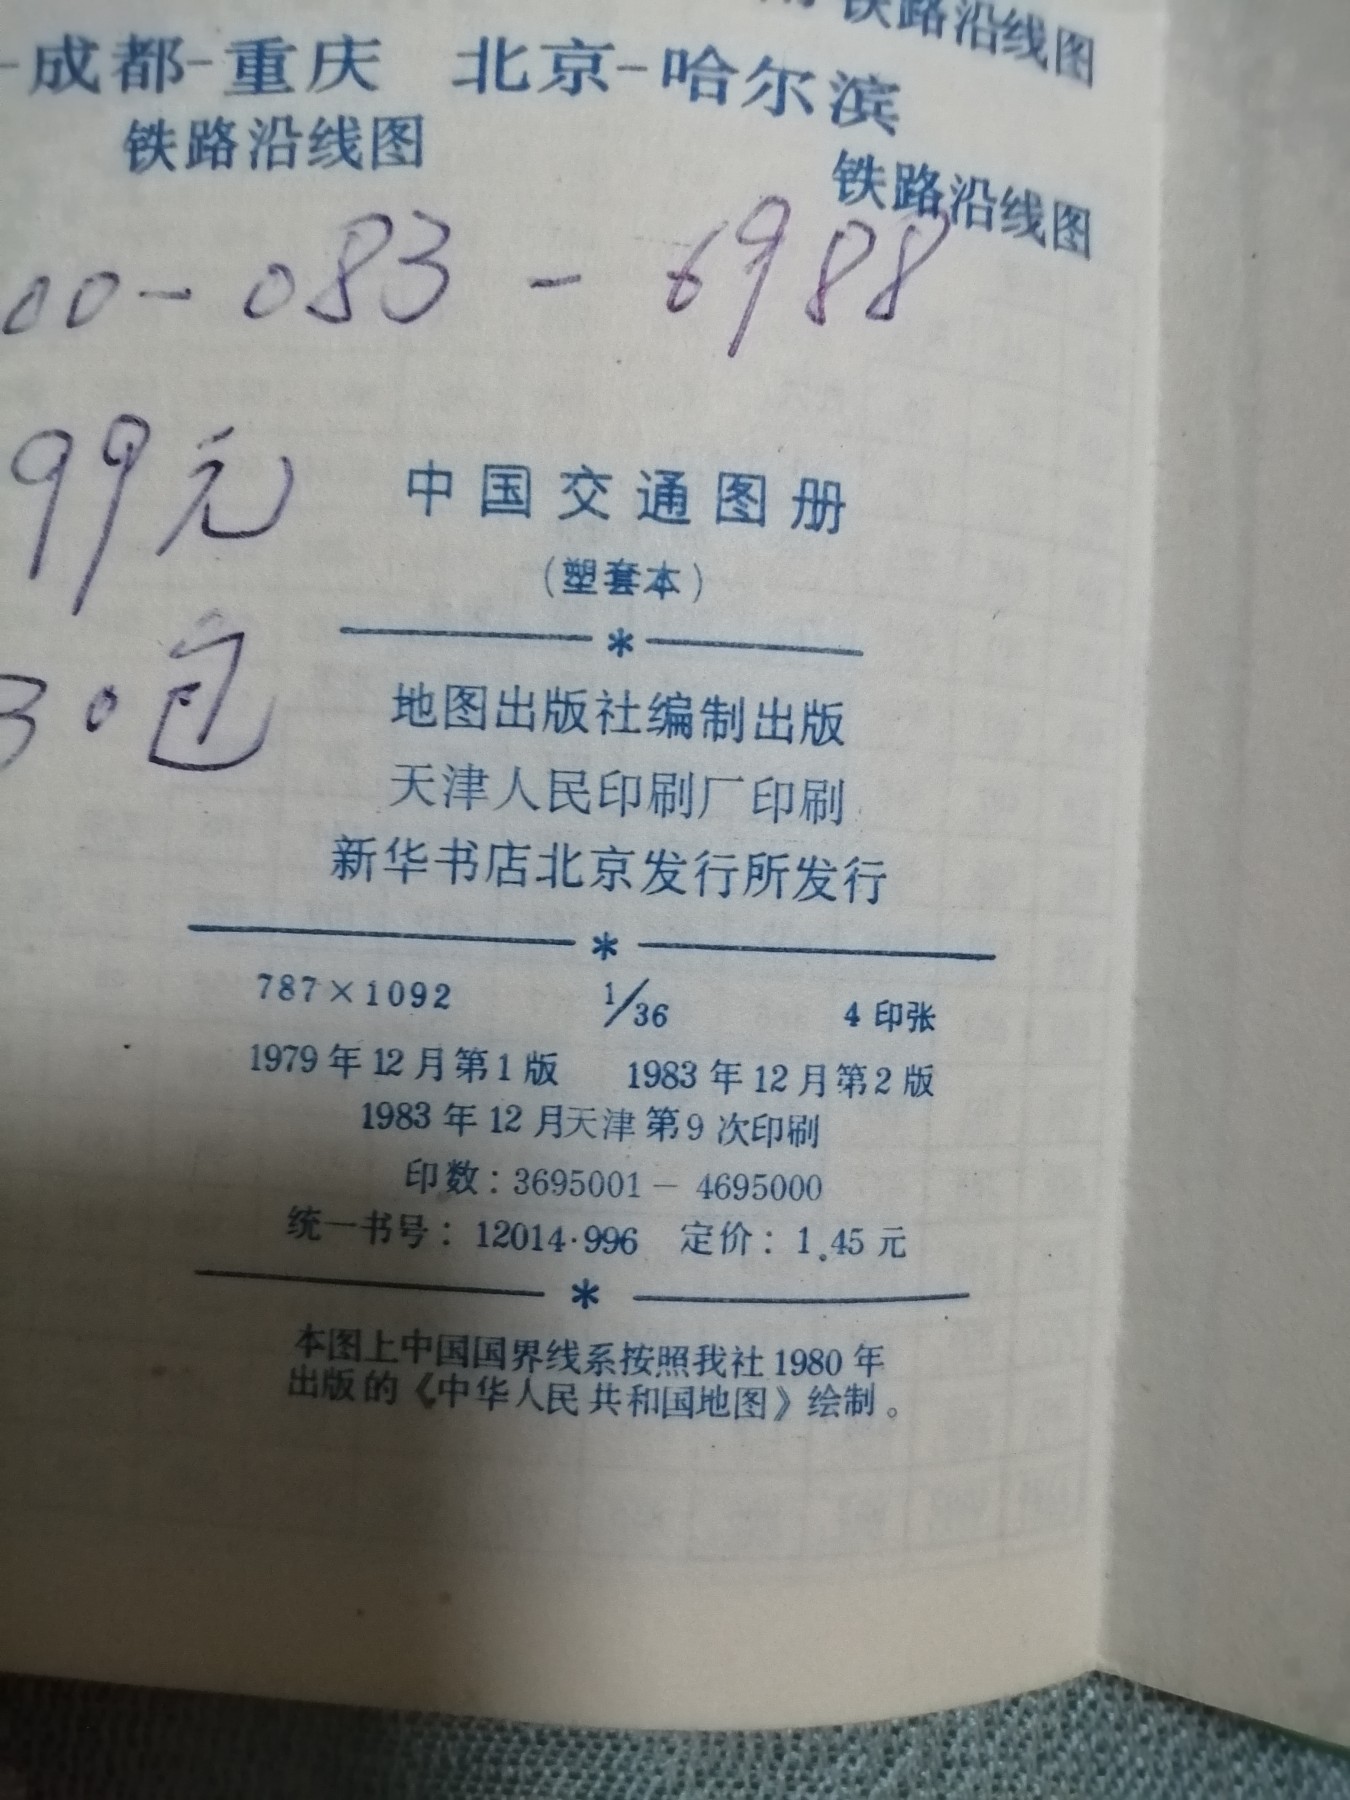 铁路沿线图
-成都-重庆 北京-哈尔滨
铁路沿线图
铁路沿线图
00-083-6988
99元
30包
中国交通图册
(塑套本)
*
地图出版社编制出版
天津人民印刷厂印刷
新华书店北京发行所发行
*
787×1092 1/36 4印张
1979年12月第1版 1983年12月第2版
1983年12月天津第9次印刷
印数:3695001-4695000
统一书号:12014·996 定价:1.45元
*
本图上中国国界线系按照我社1980年
出版的《中华人民共和国地图》绘制。